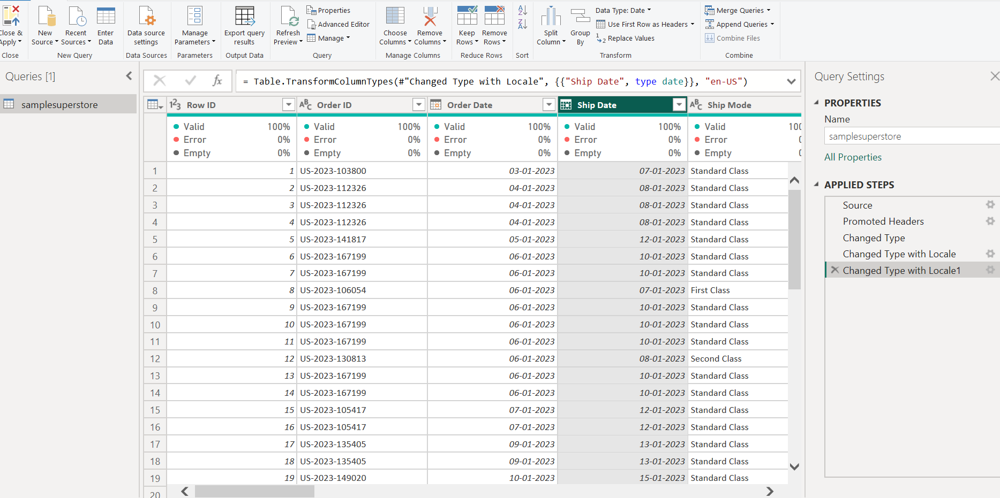 Close &
Apply
Close
New
Source
Recent
Sources
Enter
Data
New Query
Data source
settings
Data Sources
Manage
Parameters
Parameters
Export query
results
Output Data
Refresh
Preview
Properties
Advanced Editor
Manage
Query
Choose
Columns
Remove
Columns
Manage Columns
Keep
Rows
Remove
Rows
Reduce Rows
Sort
Split
Column
Group
By
Data Type: Date
Use First Row as Headers
Replace Values
Transform
Merge Queries
Append Queries
Combine Files
Combine
Queries [1]
samplesuperstore
fx
= Table.TransformColumnTypes(#"Changed Type with Locale", {{"Ship Date", type date}}, "en-US")
Row ID Order ID Order Date Ship Date Ship Mode
Valid 100% Valid 100% Valid 100% Valid 100% Valid
Error 0% Error 0% Error 0% Error 0% Error
Empty 0% Empty 0% Empty 0% Empty 0% Empty
1 1 US-2023-103800 03-01-2023 07-01-2023 Standard Class
2 2 US-2023-112326 04-01-2023 08-01-2023 Standard Class
3 3 US-2023-112326 04-01-2023 08-01-2023 Standard Class
4 4 US-2023-112326 04-01-2023 08-01-2023 Standard Class
5 5 US-2023-141817 05-01-2023 12-01-2023 Standard Class
6 6 US-2023-167199 06-01-2023 10-01-2023 Standard Class
7 7 US-2023-167199 06-01-2023 10-01-2023 Standard Class
8 8 US-2023-106054 06-01-2023 07-01-2023 First Class
9 9 US-2023-167199 06-01-2023 10-01-2023 Standard Class
10 10 US-2023-167199 06-01-2023 10-01-2023 Standard Class
11 11 US-2023-167199 06-01-2023 10-01-2023 Standard Class
12 12 US-2023-130813 06-01-2023 08-01-2023 Second Class
13 13 US-2023-167199 06-01-2023 10-01-2023 Standard Class
14 14 US-2023-167199 06-01-2023 10-01-2023 Standard Class
15 15 US-2023-105417 07-01-2023 12-01-2023 Standard Class
16 16 US-2023-105417 07-01-2023 12-01-2023 Standard Class
17 17 US-2023-135405 09-01-2023 13-01-2023 Standard Class
18 18 US-2023-135405 09-01-2023 13-01-2023 Standard Class
19 19 US-2023-149020 10-01-2023 15-01-2023 Standard Class
20
Query Settings
PROPERTIES
Name
samplesuperstore
All Properties
APPLIED STEPS
Source
Promoted Headers
Changed Type
Changed Type with Locale
Changed Type with Locale1